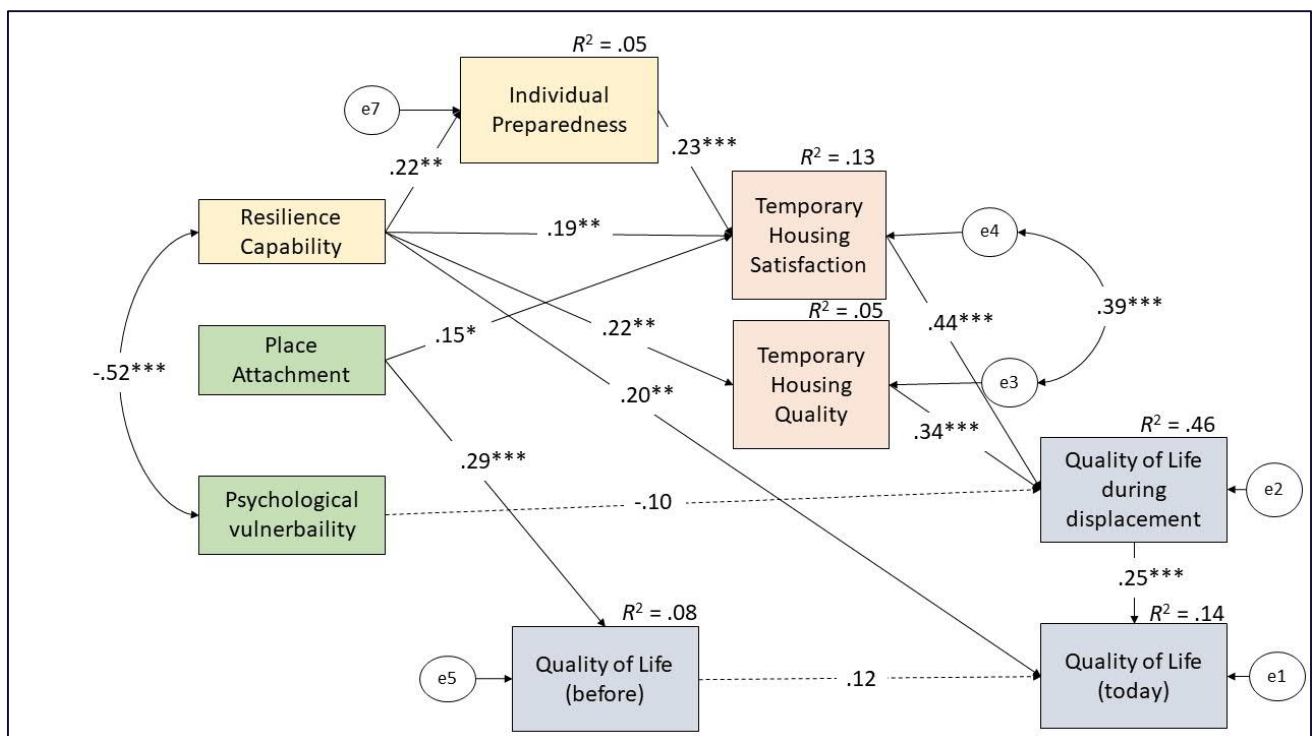 R² = .05
Individual
Preparedness
e7
.22**
.23***
R² = .13
Resilience
Capability
.19**
Temporary
Housing
Satisfaction
e4
R² = .05
.39***
Place
Attachment
.15*
.22**
.44***
-.52***
Temporary
Housing
Quality
e3
.20**
.34***
R² = .46
.29***
Psychological
vulnerbaility
-.10
Quality of Life
during
displacement
e2
.25***
R² = .08
R² = .14
e5
Quality of Life
(before)
.12
Quality of Life
(today)
e1